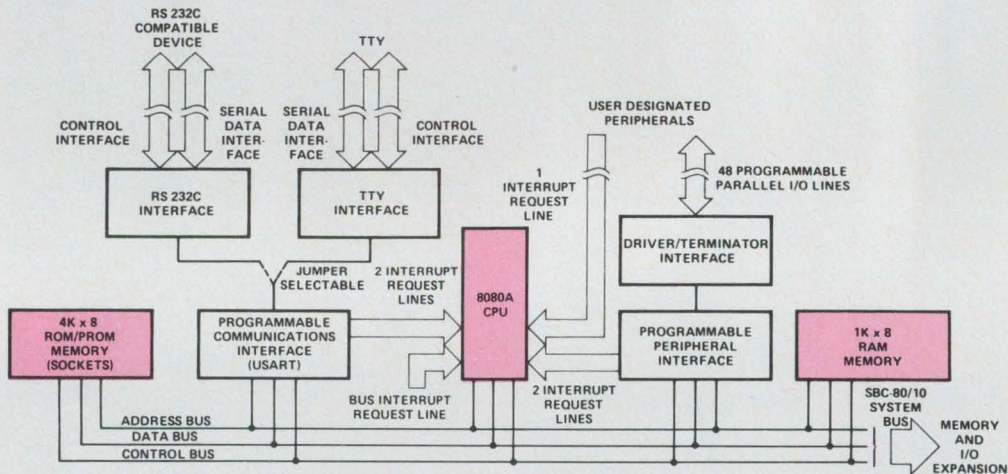 RS 232C
COMPATIBLE
DEVICE
TTY
CONTROL
INTERFACE
SERIAL
DATA
INTER-
FACE
SERIAL
DATA
INTER-
FACE
CONTROL
INTERFACE
USER DESIGNATED
PERIPHERALS
1
INTERRUPT
REQUEST
LINE
48 PROGRAMMABLE
PARALLEL I/O LINES
RS 232C
INTERFACE
TTY
INTERFACE
DRIVER/TERMINATOR
INTERFACE
JUMPER
SELECTABLE
2 INTERRUPT
REQUEST
LINES
8080A
CPU
4K x 8
ROM/PROM
MEMORY
(SOCKETS)
PROGRAMMABLE
COMMUNICATIONS
INTERFACE
(USART)
PROGRAMMABLE
PERIPHERAL
INTERFACE
1K x 8
RAM
MEMORY
BUS INTERRUPT
REQUEST LINE
2 INTERRUPT
REQUEST
LINES
SBC-80/10
SYSTEM
BUS
ADDRESS BUS
DATA BUS
CONTROL BUS
MEMORY
AND
I/O
EXPANSION